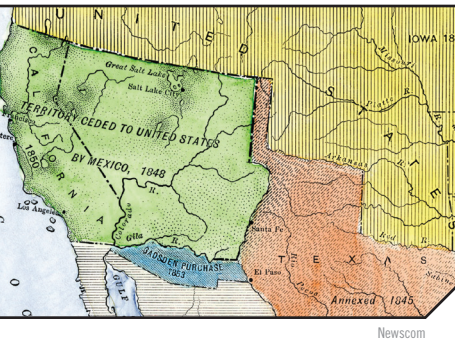 UNITED
STATES
IOWA 18
Missouri
Great Salt Lake
Salt Lake City
Platte R.
TERRITORY CEDED TO UNITED STATES
BY MEXICO, 1848
CALIFORNIA
1850
Arkansas R.
Los Angeles
Colorado R.
Gila R.
Santa Fe
Red R.
GADSDEN PURCHASE
1853
El Paso
TEXAS
Annexed 1845
Sabine
GULF
O
C
Newscom